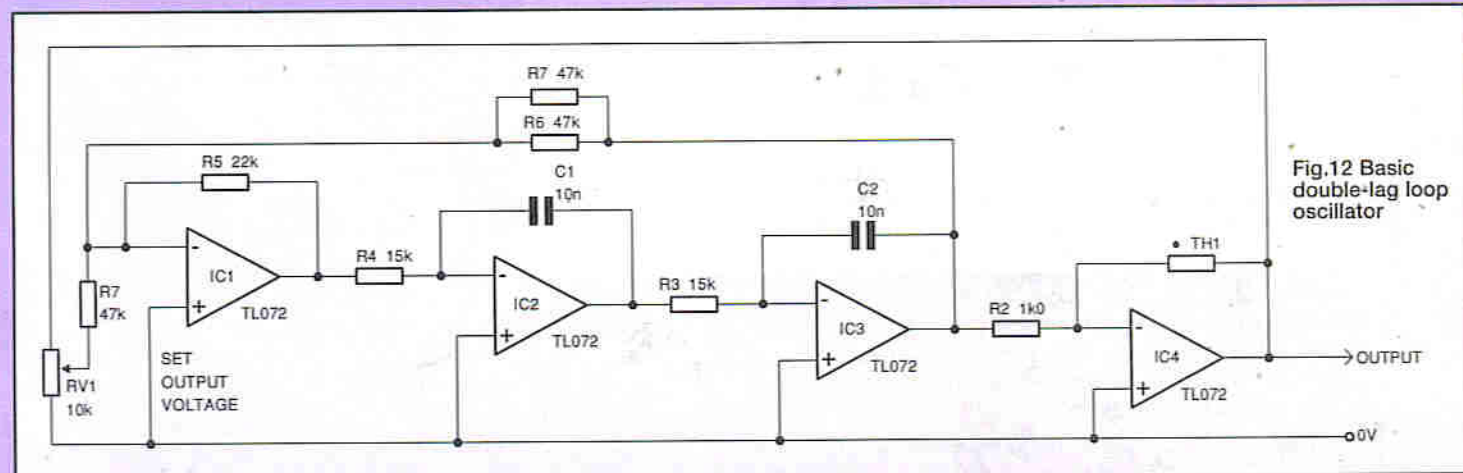 R7 47k
R6 47k
R5 22k
C1
10n
C2
10n
Fig.12 Basic
double-lag loop
oscillator
TH1
-
IC1
+
TL072
R4 15k
-
IC2
+
TL072
R3 15k
-
IC3
+
TL072
R2 1k0
-
IC4
+
TL072
OUTPUT
R7
47k
SET
OUTPUT
VOLTAGE
RV1
10k
0V